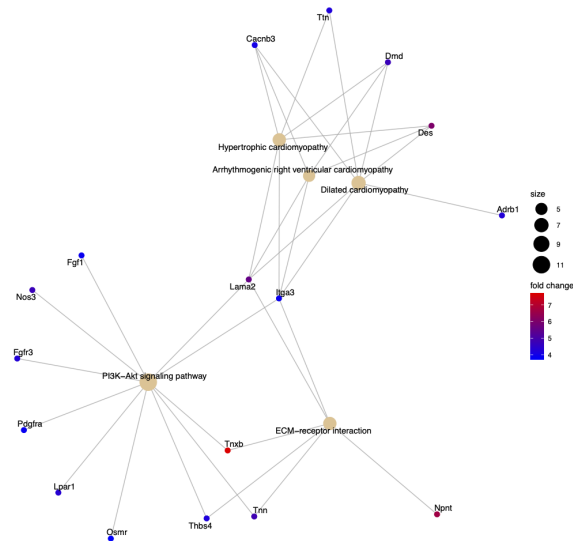 Ttn
Cacnb3
Dmd
Des
Hypertrophic cardiomyopathy
Arrhythmogenic right ventricular cardiomyopathy
Dilated cardiomyopathy
Adrb1
size
5
7
9
11
Fgf1
Lama2
Itga3
fold change
7
6
5
4
Nos3
Fgfr3
PI3K−Akt signaling pathway
Pdgfra
ECM−receptor interaction
Tnxb
Lpar1
Npnt
Tnn
Thbs4
Osmr